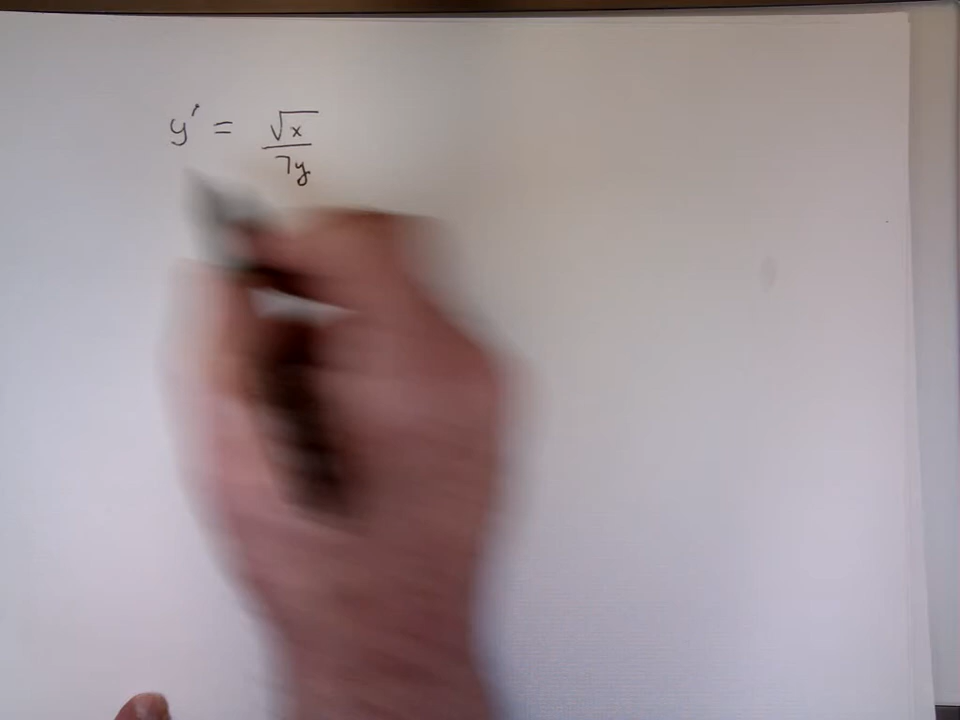 y' = √x / 7y